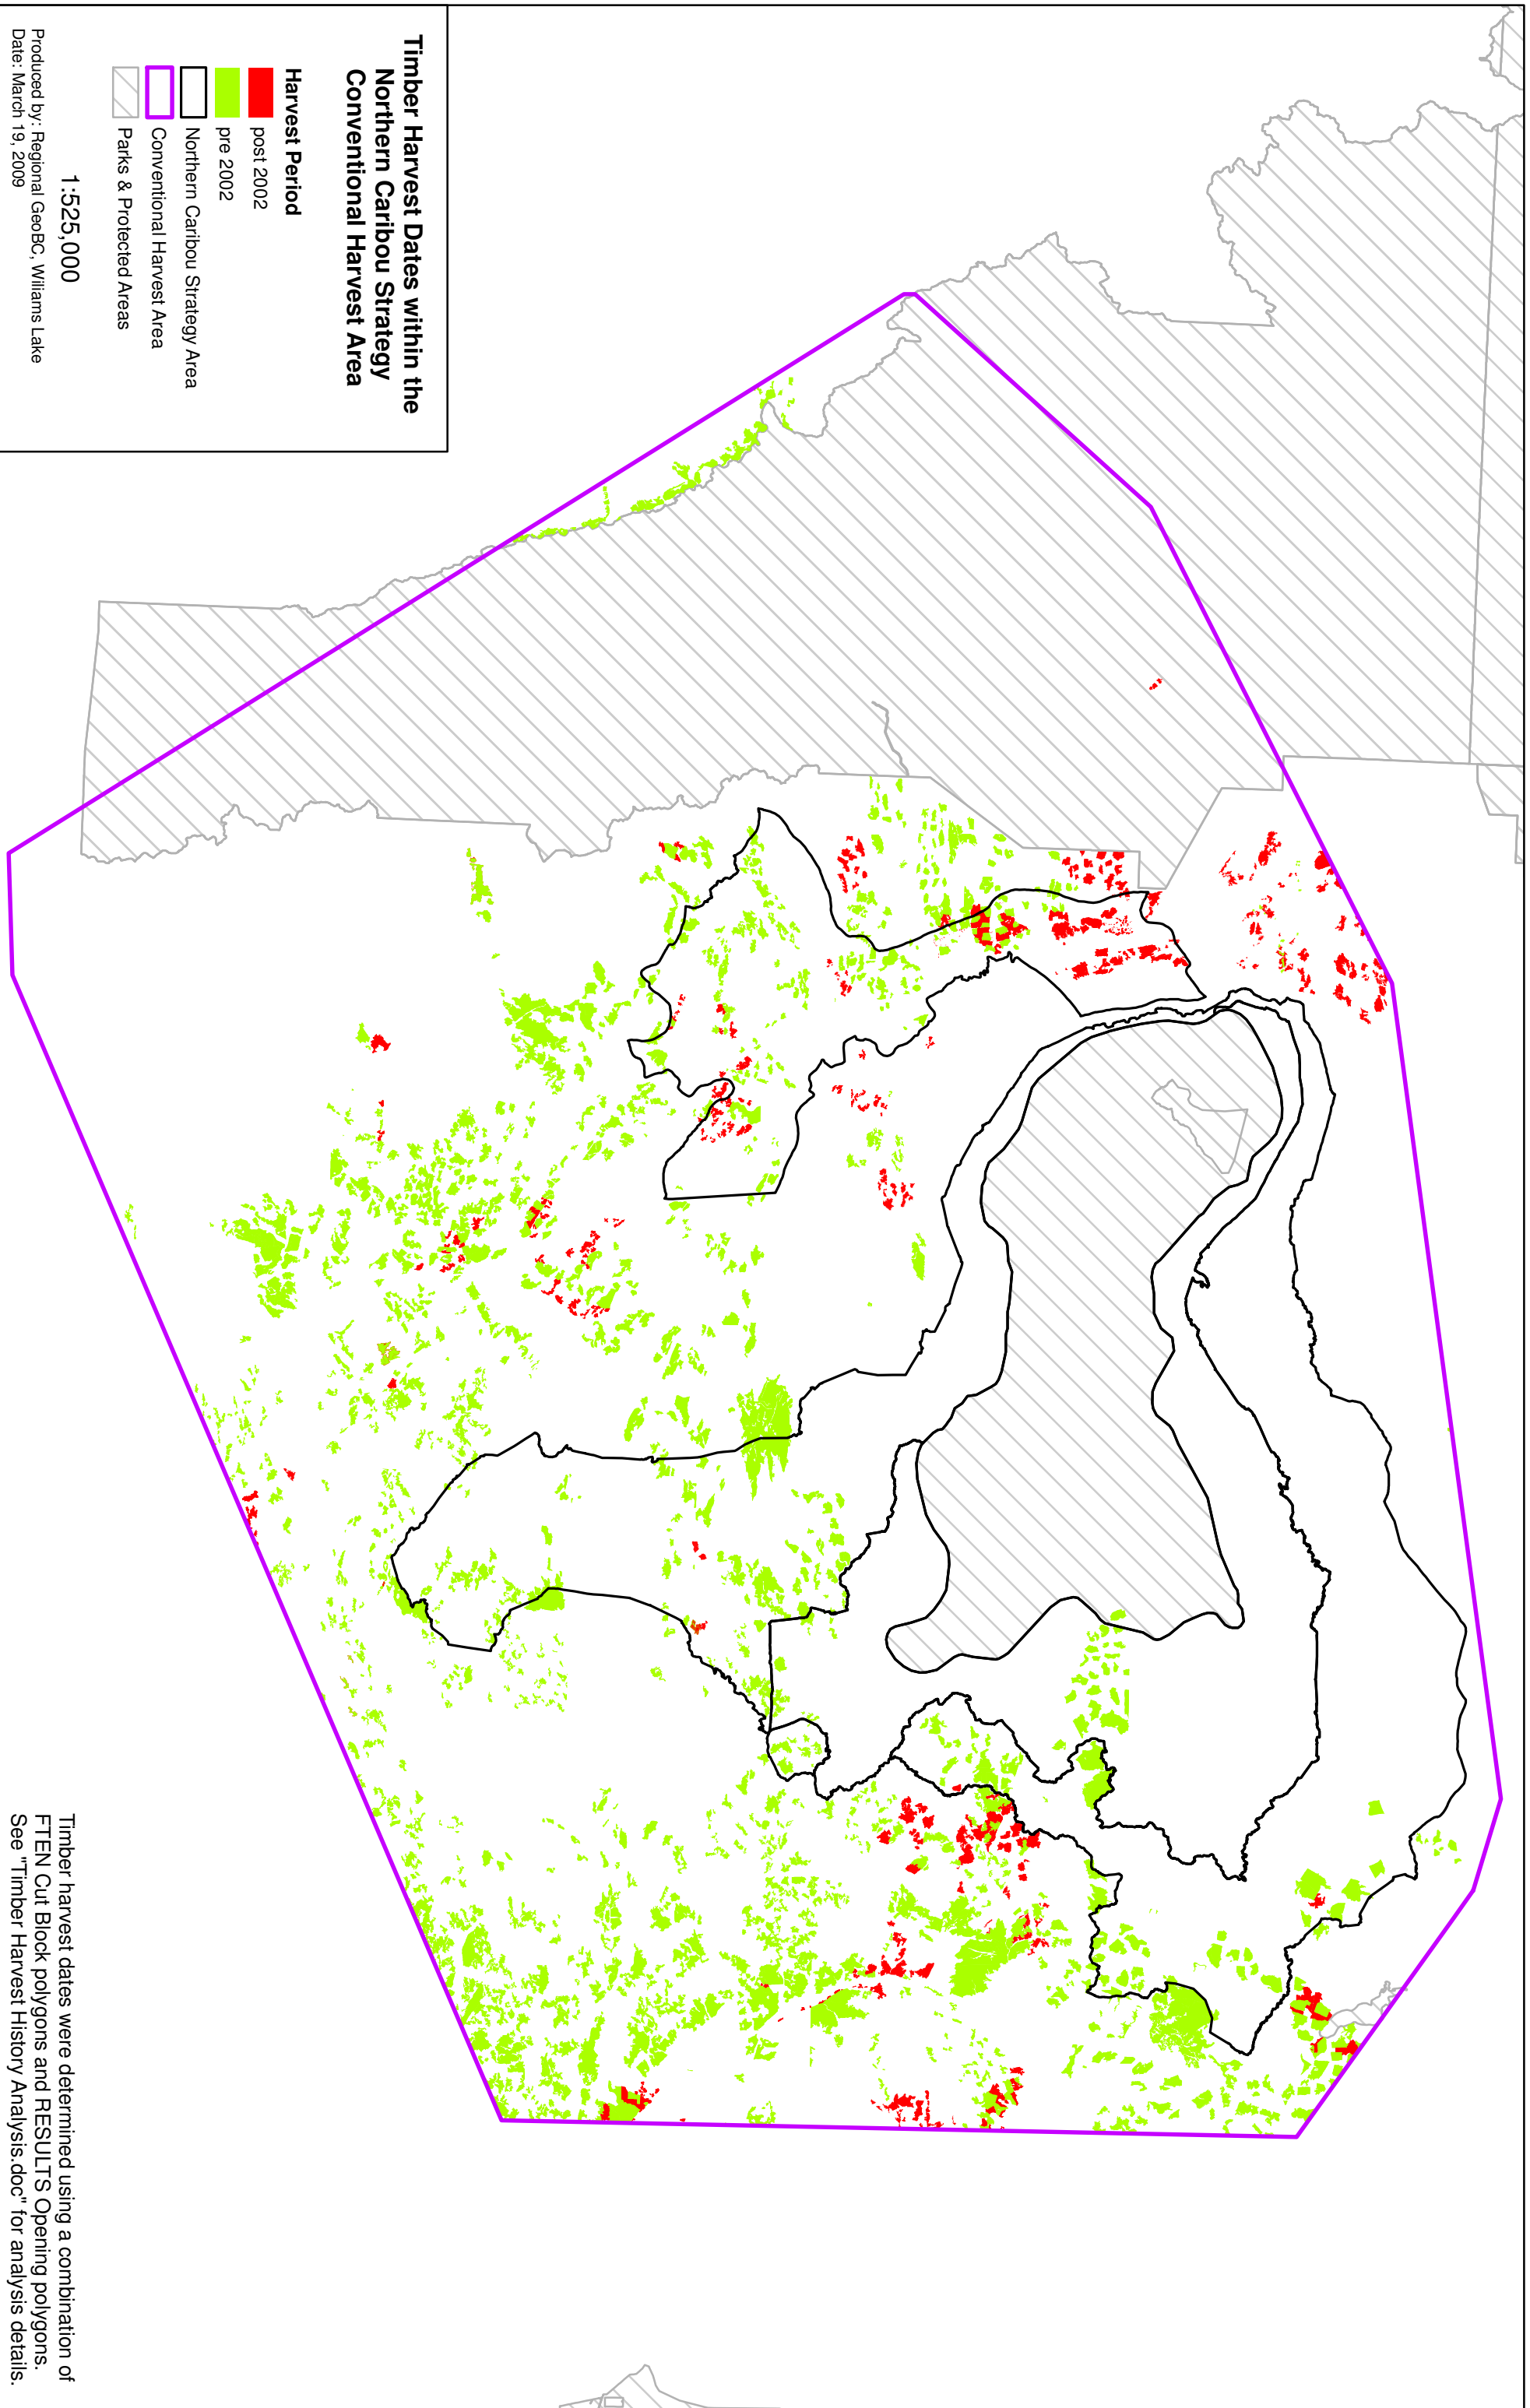 Timber Harvest Dates within the
Northern Caribou Strategy
Conventional Harvest Area
Harvest Period
post 2002
pre 2002
Northern Caribou Strategy Area
Conventional Harvest Area
Parks & Protected Areas
1:525,000
Produced by: Regional GeoBC, Wiliams Lake
Date: March 19, 2009
Timber harvest dates were determined using a combination of
FTEN Cut Block polygons and RESULTS Opening polygons.
See "Timber Harvest History Analysis.doc" for analysis details.